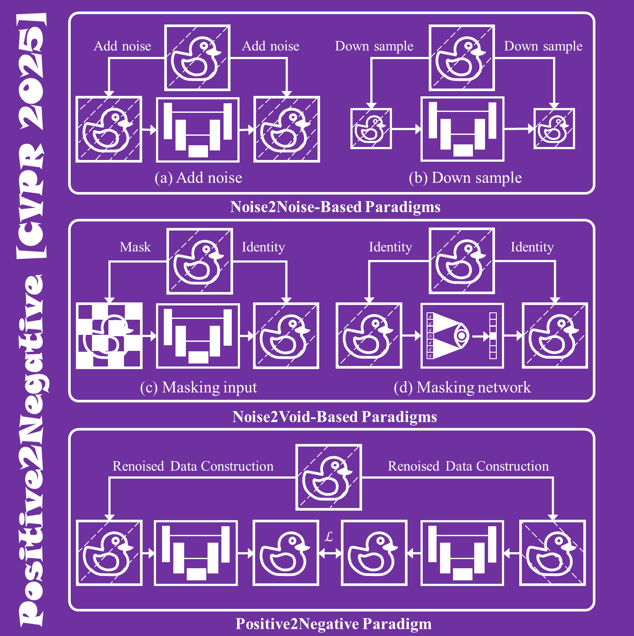 Positive2Negative [CVPR 2025]
Add noise
Add noise
(a) Add noise
Down sample
Down sample
(b) Down sample
Noise2Noise-Based Paradigms
Mask
Identity
(c) Masking input
Identity
Identity
(d) Masking network
Noise2Void-Based Paradigms
Renoised Data Construction
Renoised Data Construction
ℒ
Positive2Negative Paradigm